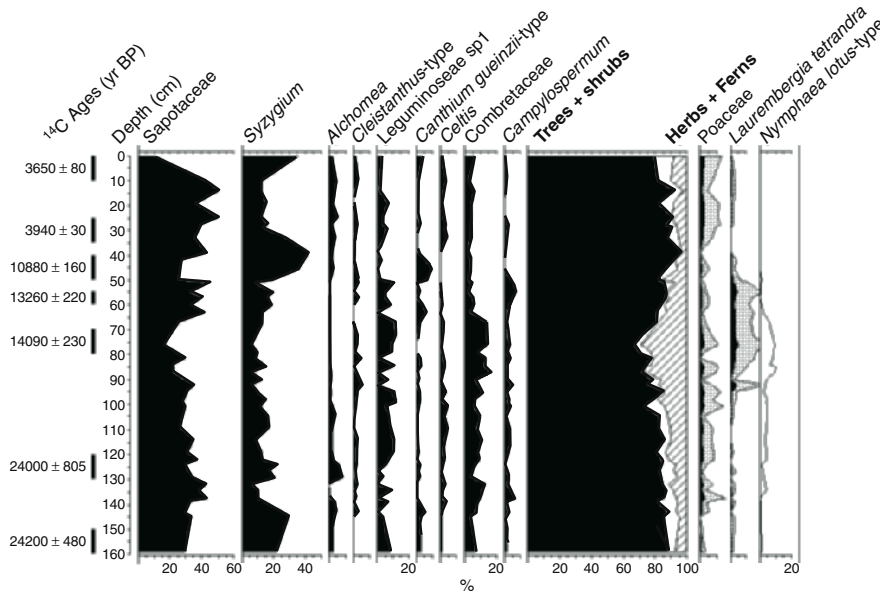 ¹⁴C Ages (yr BP)
Depth (cm)
Sapotaceae
Syzygium
Alchornea
Cleistanthus-type
Leguminoseae sp1
Canthium gueinzii-type
Celtis
Combretaceae
Campylospermum
Trees + shrubs
Herbs + Ferns
Poaceae
Laurembergia tetrandra
Nymphaea lotus-type
0
3650 ± 80
10
20
3940 ± 30
30
40
10880 ± 160
50
13260 ± 220
60
70
14090 ± 230
80
90
100
110
120
24000 ± 805
130
140
150
24200 ± 480
160
20 40 60 20 40 20 20 20 40 60 80 100 20
%